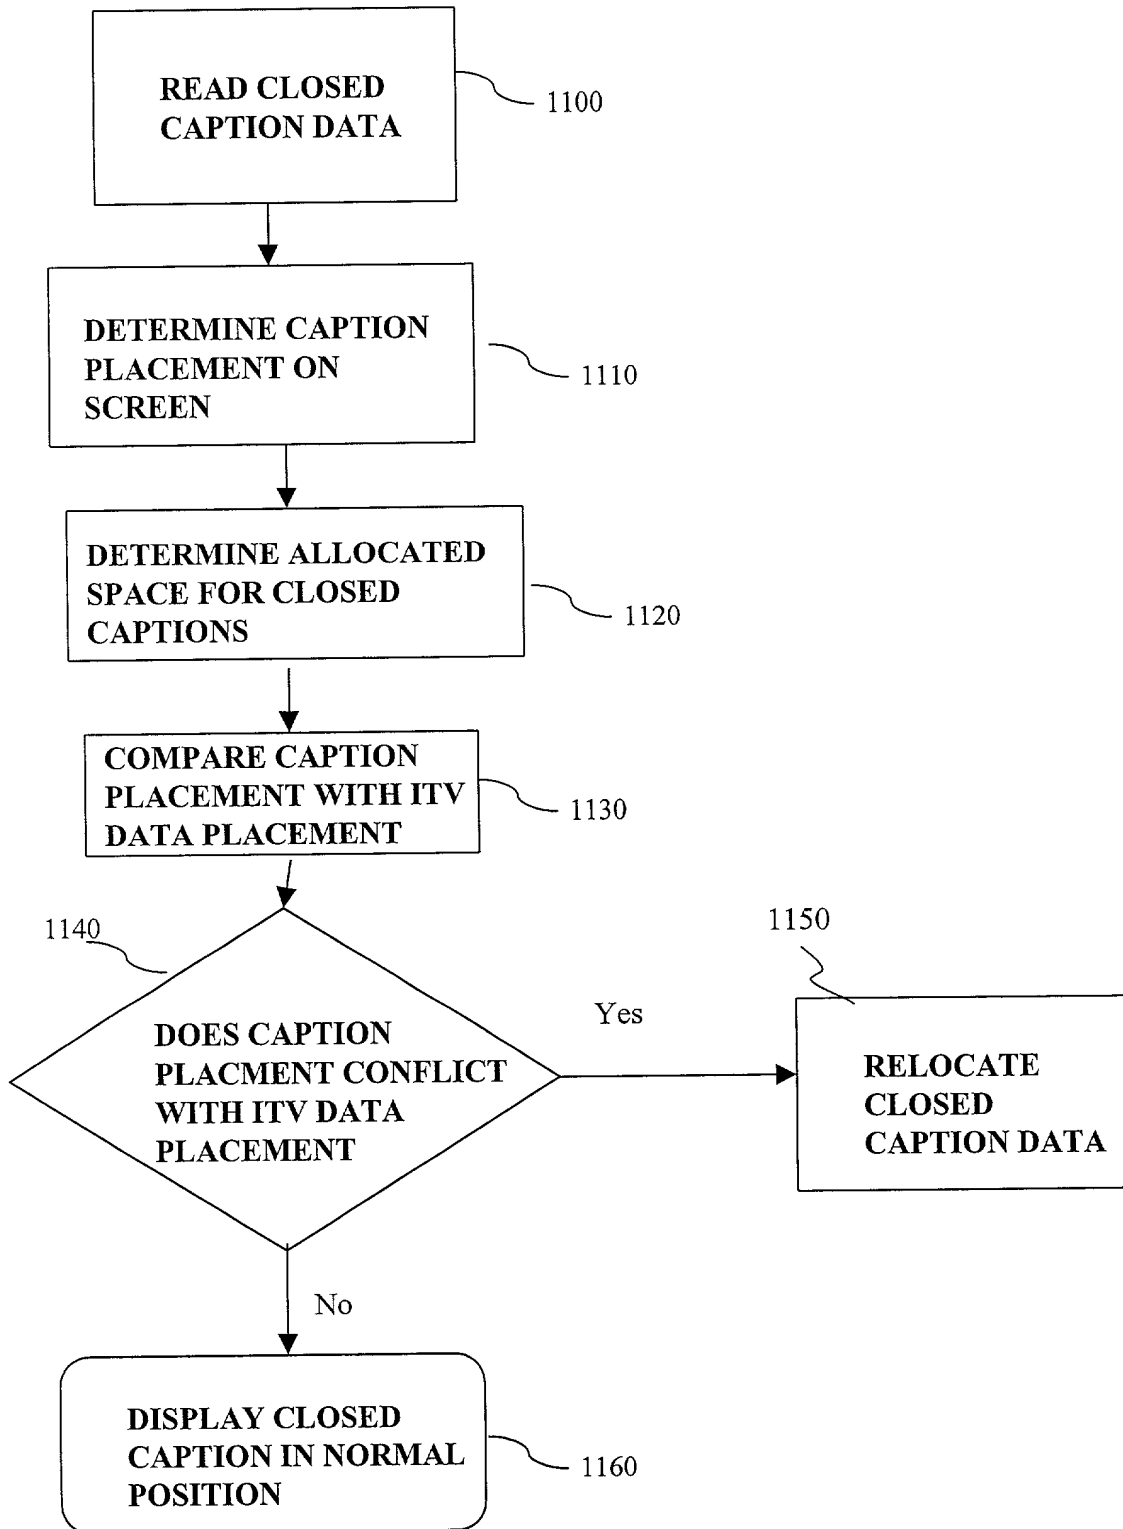 READ CLOSED
CAPTION DATA
1100
DETERMINE CAPTION
PLACEMENT ON
SCREEN
1110
DETERMINE ALLOCATED
SPACE FOR CLOSED
CAPTIONS
1120
COMPARE CAPTION
PLACEMENT WITH ITV
DATA PLACEMENT
1130
1140
DOES CAPTION
PLACMENT CONFLICT
WITH ITV DATA
PLACEMENT
Yes
1150
RELOCATE
CLOSED
CAPTION DATA
No
DISPLAY CLOSED
CAPTION IN NORMAL
POSITION
1160